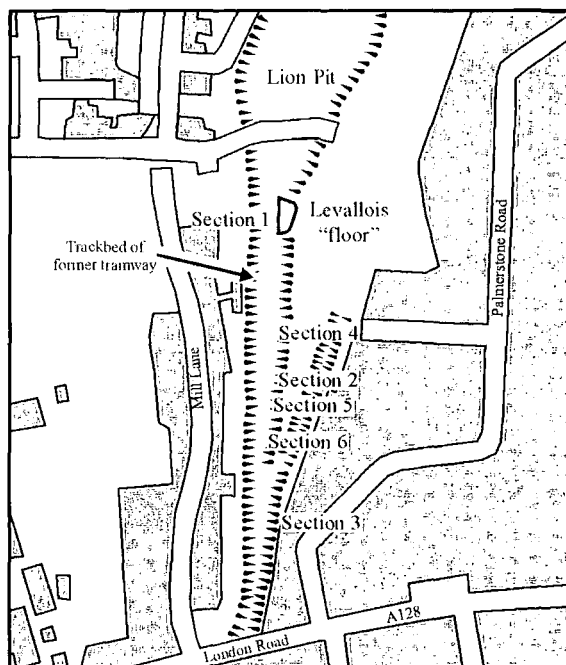 Lion Pit
Section 1
Levallois
"floor"
Trackbed of
former tramway
Palmerstone Road
Section 4
Mill Lane
Section 2
Section 5
Section 6
Section 3
A128
London Road